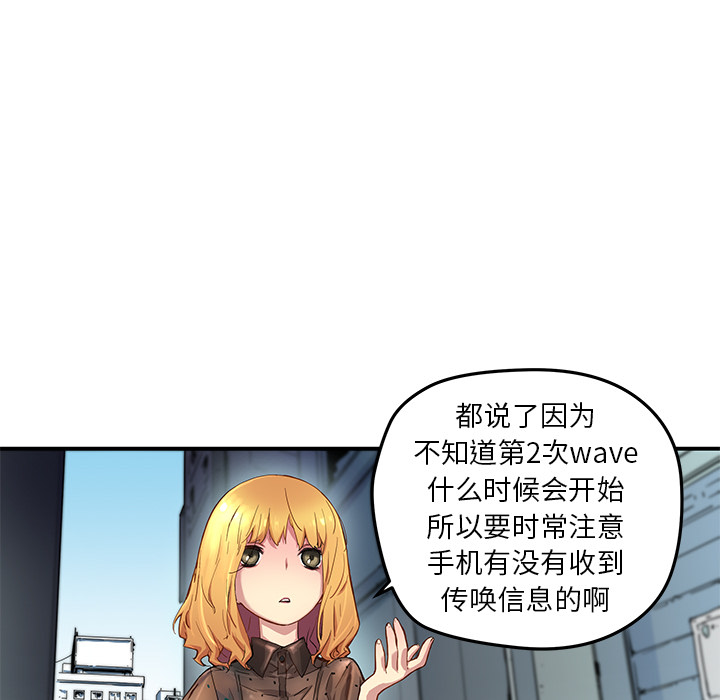 都说了因为
不知道第2次wave
什么时候会开始
所以要时常注意
手机有没有收到
传唤信息的啊